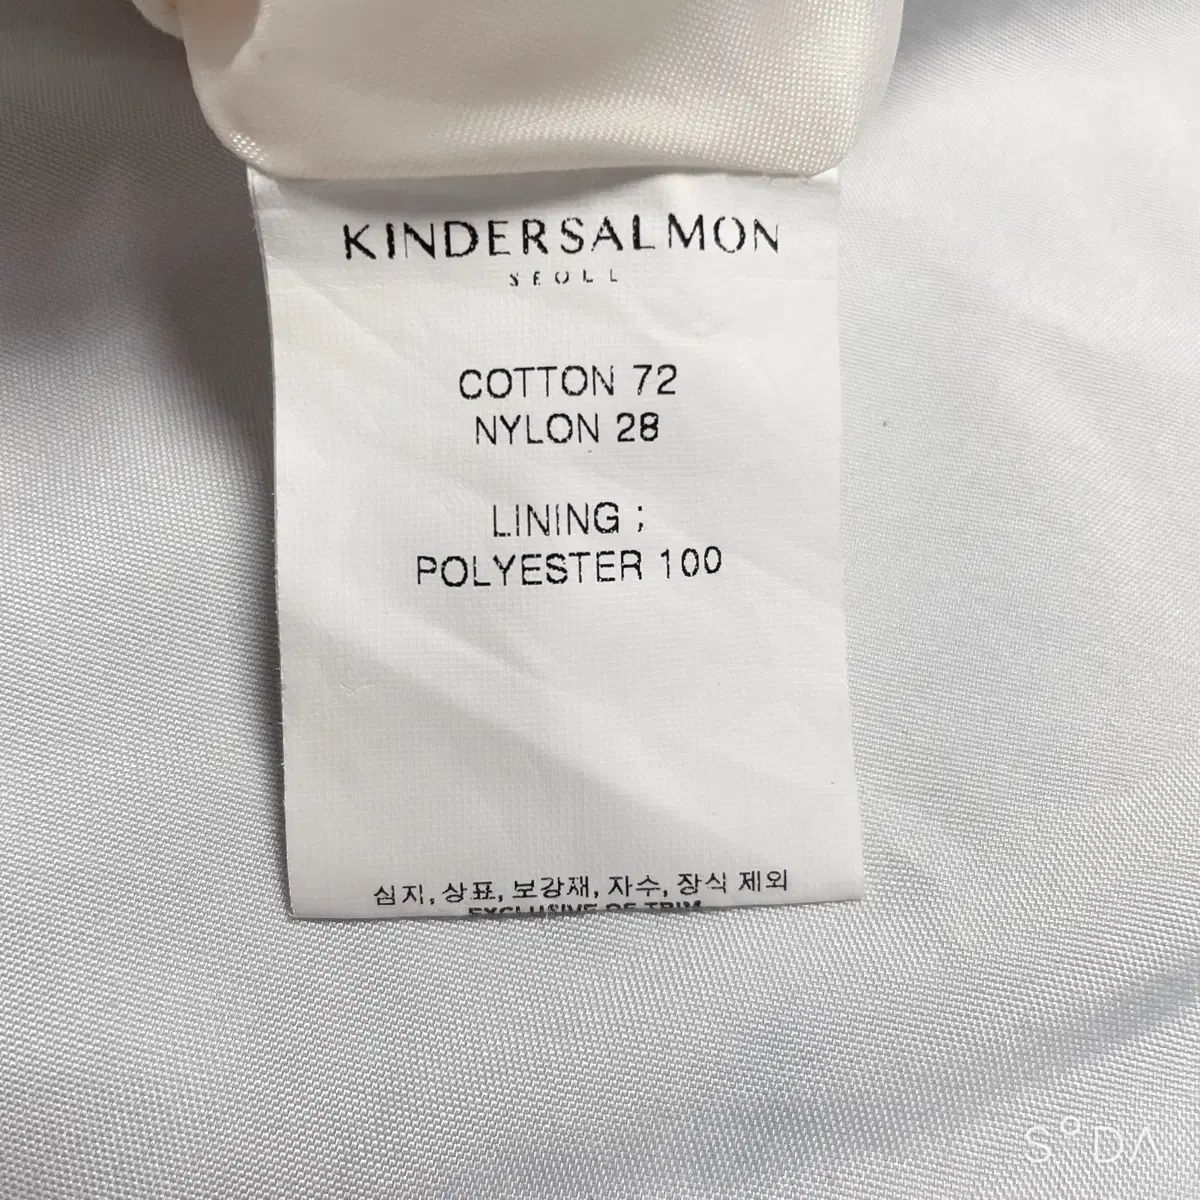 KINDERSALMON
SEOUL
COTTON 72
NYLON 28
LINING ;
POLYESTER 100
심지, 상표, 보강재, 자수, 장식 제외
EXCLUSIVE OF TRIM
SODA